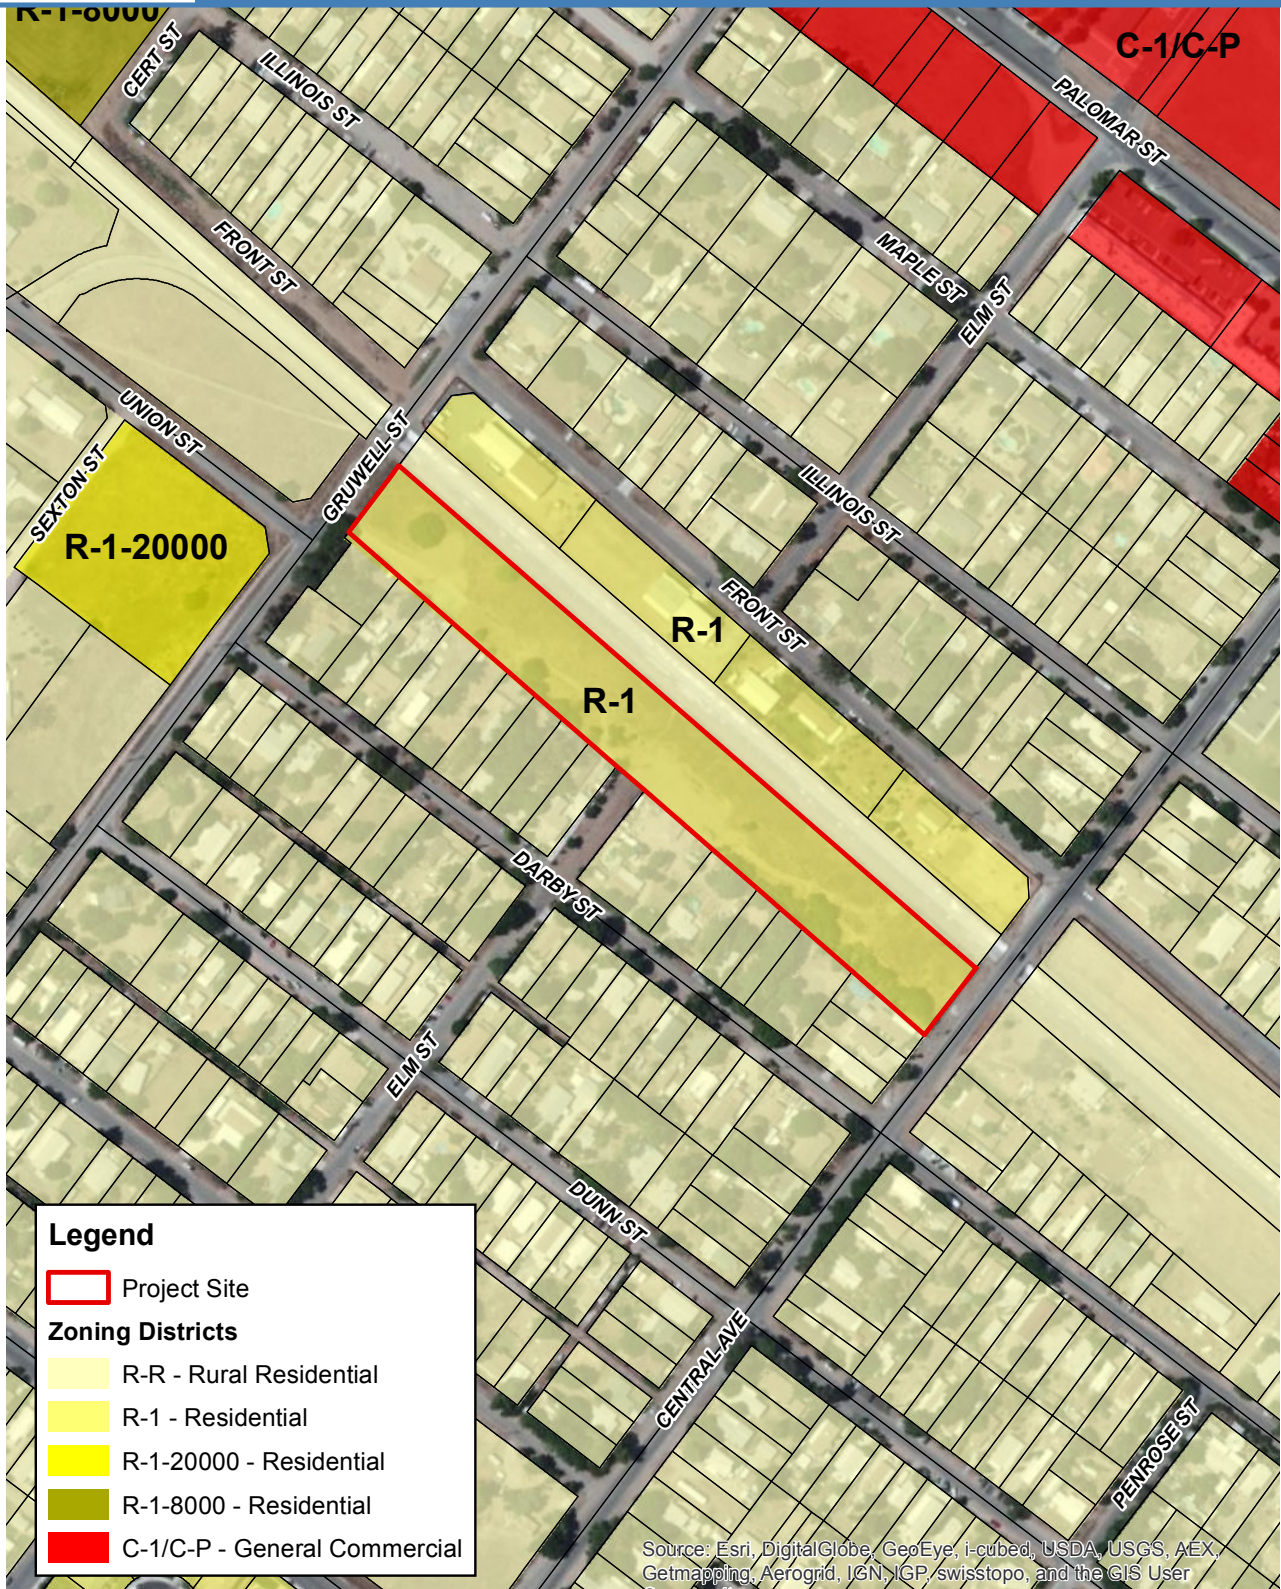 R-1-8000
C-1/C-P
CERT ST
ILLINOIS ST
PALOMAR ST
FRONT ST
MAPLE ST
ELM ST
UNION ST
GRUWELL ST
SEXTON ST
R-1-20000
ILLINOIS ST
FRONT ST
R-1
R-1
DARBY ST
ELM ST
DUNN ST
CENTRAL AVE
PENROSE ST
Legend
Project Site
Zoning Districts
R-R - Rural Residential
R-1 - Residential
R-1-20000 - Residential
R-1-8000 - Residential
C-1/C-P - General Commercial
Source: Esri, DigitalGlobe, GeoEye, i-cubed, USDA, USGS, AEX,
Getmapping, Aerogrid, IGN, IGP, swisstopo, and the GIS User